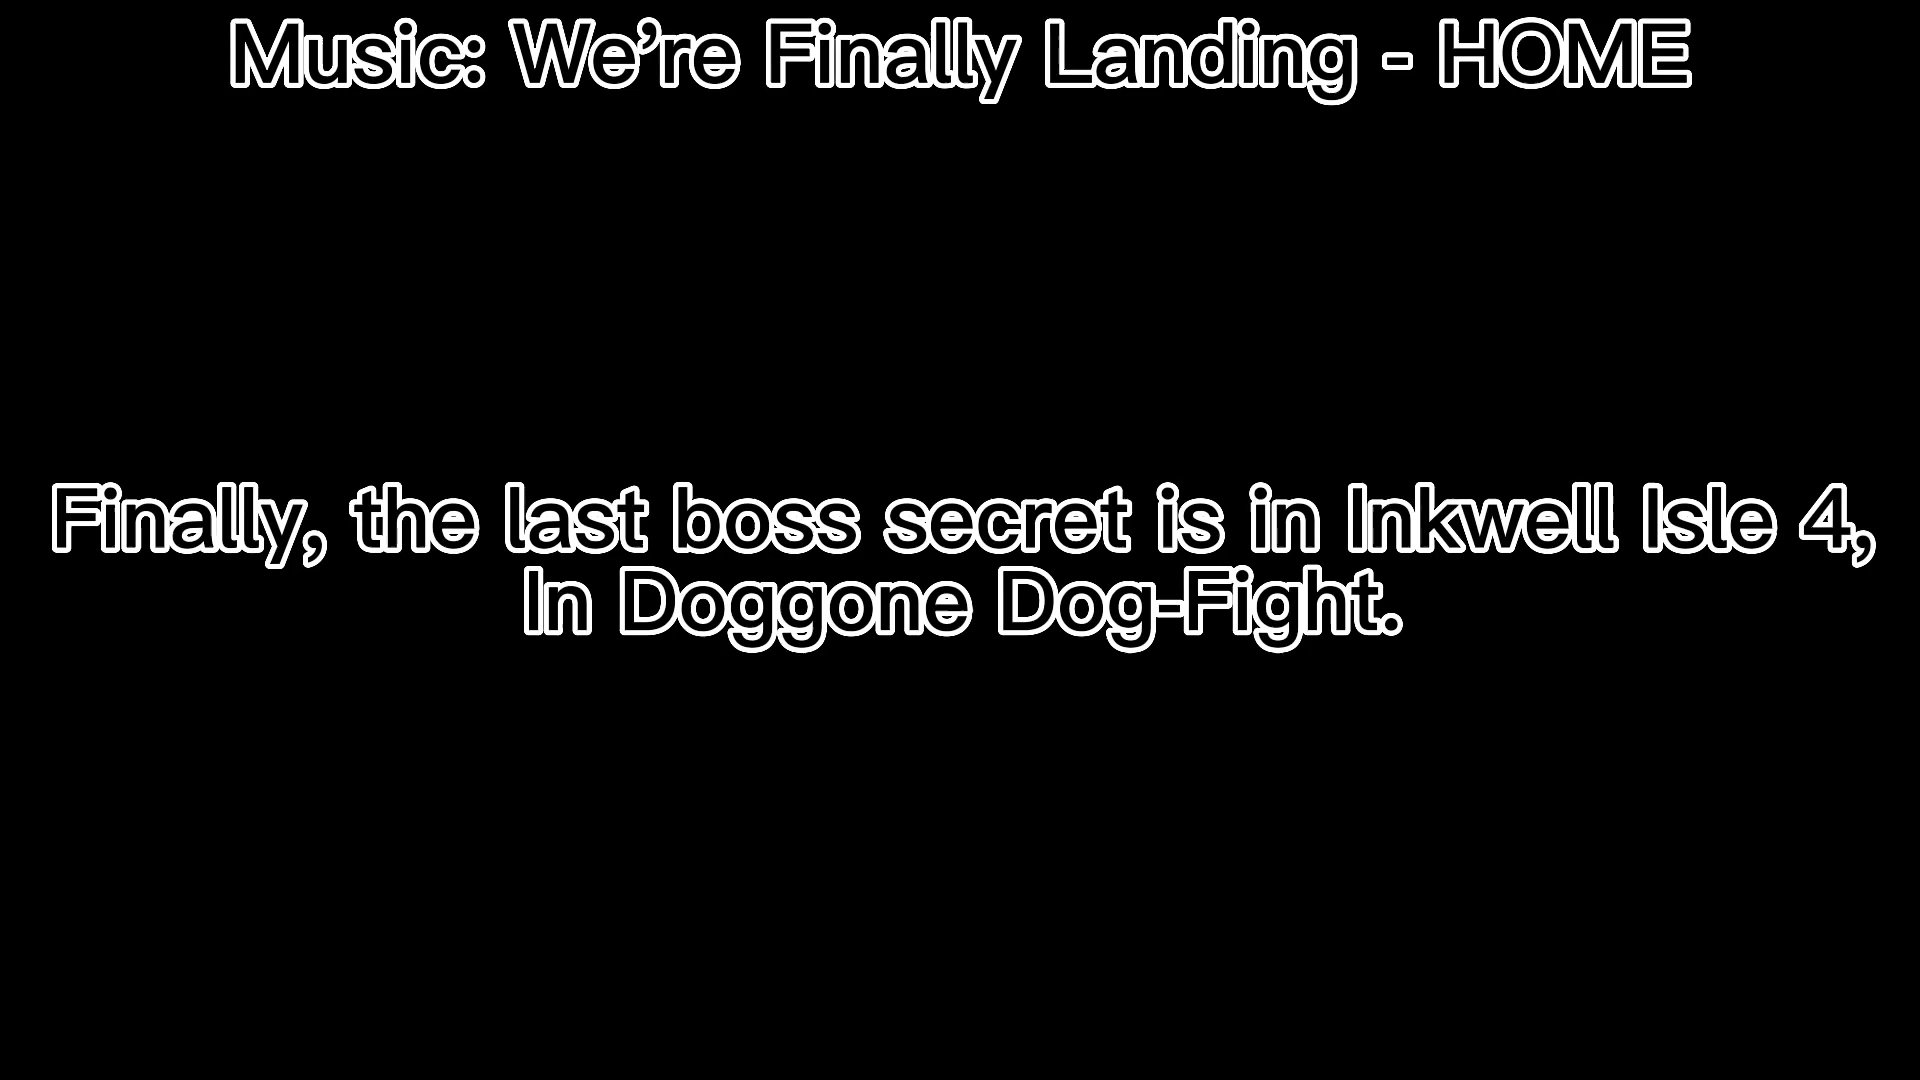 Music: We’re Finally Landing - HOME
Finally, the last boss secret is in Inkwell Isle 4,
In Doggone Dog-Fight.